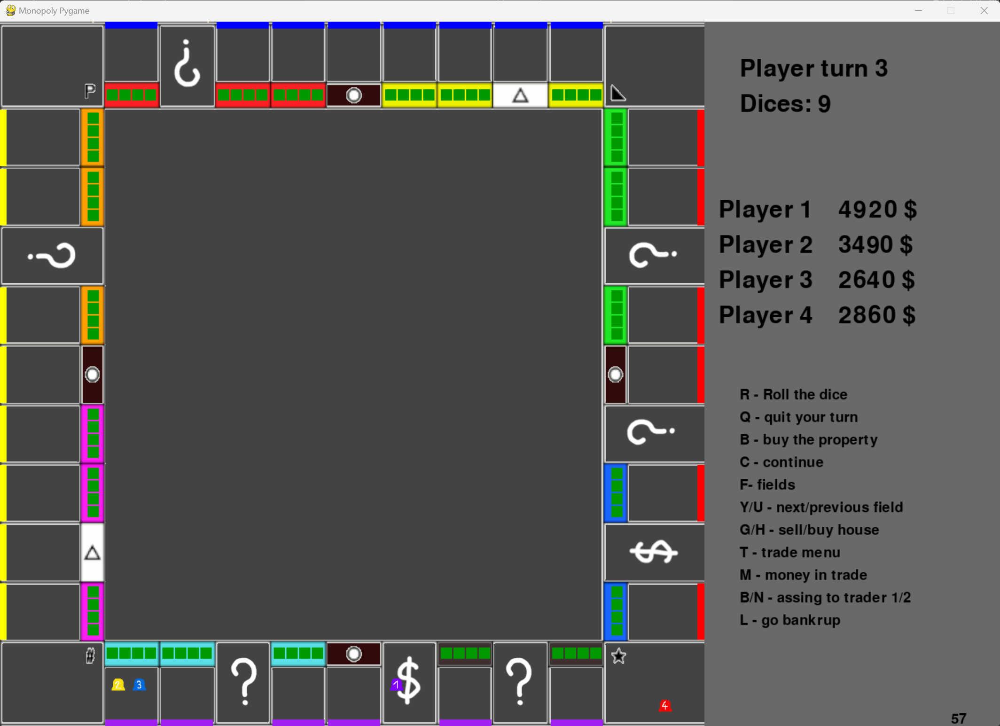 Monopoly Pygame
P
Player turn 3
Dices: 9
Player 1 4920 $
Player 2 3490 $
Player 3 2640 $
Player 4 2860 $
R - Roll the dice
Q - quit your turn
B - buy the property
C - continue
F- fields
Y/U - next/previous field
G/H - sell/buy house
T - trade menu
M - money in trade
B/N - assing to trader 1/2
L - go bankrup
?
?
?
?
?
?
$
#
?
$
?
2 3
1
4
57